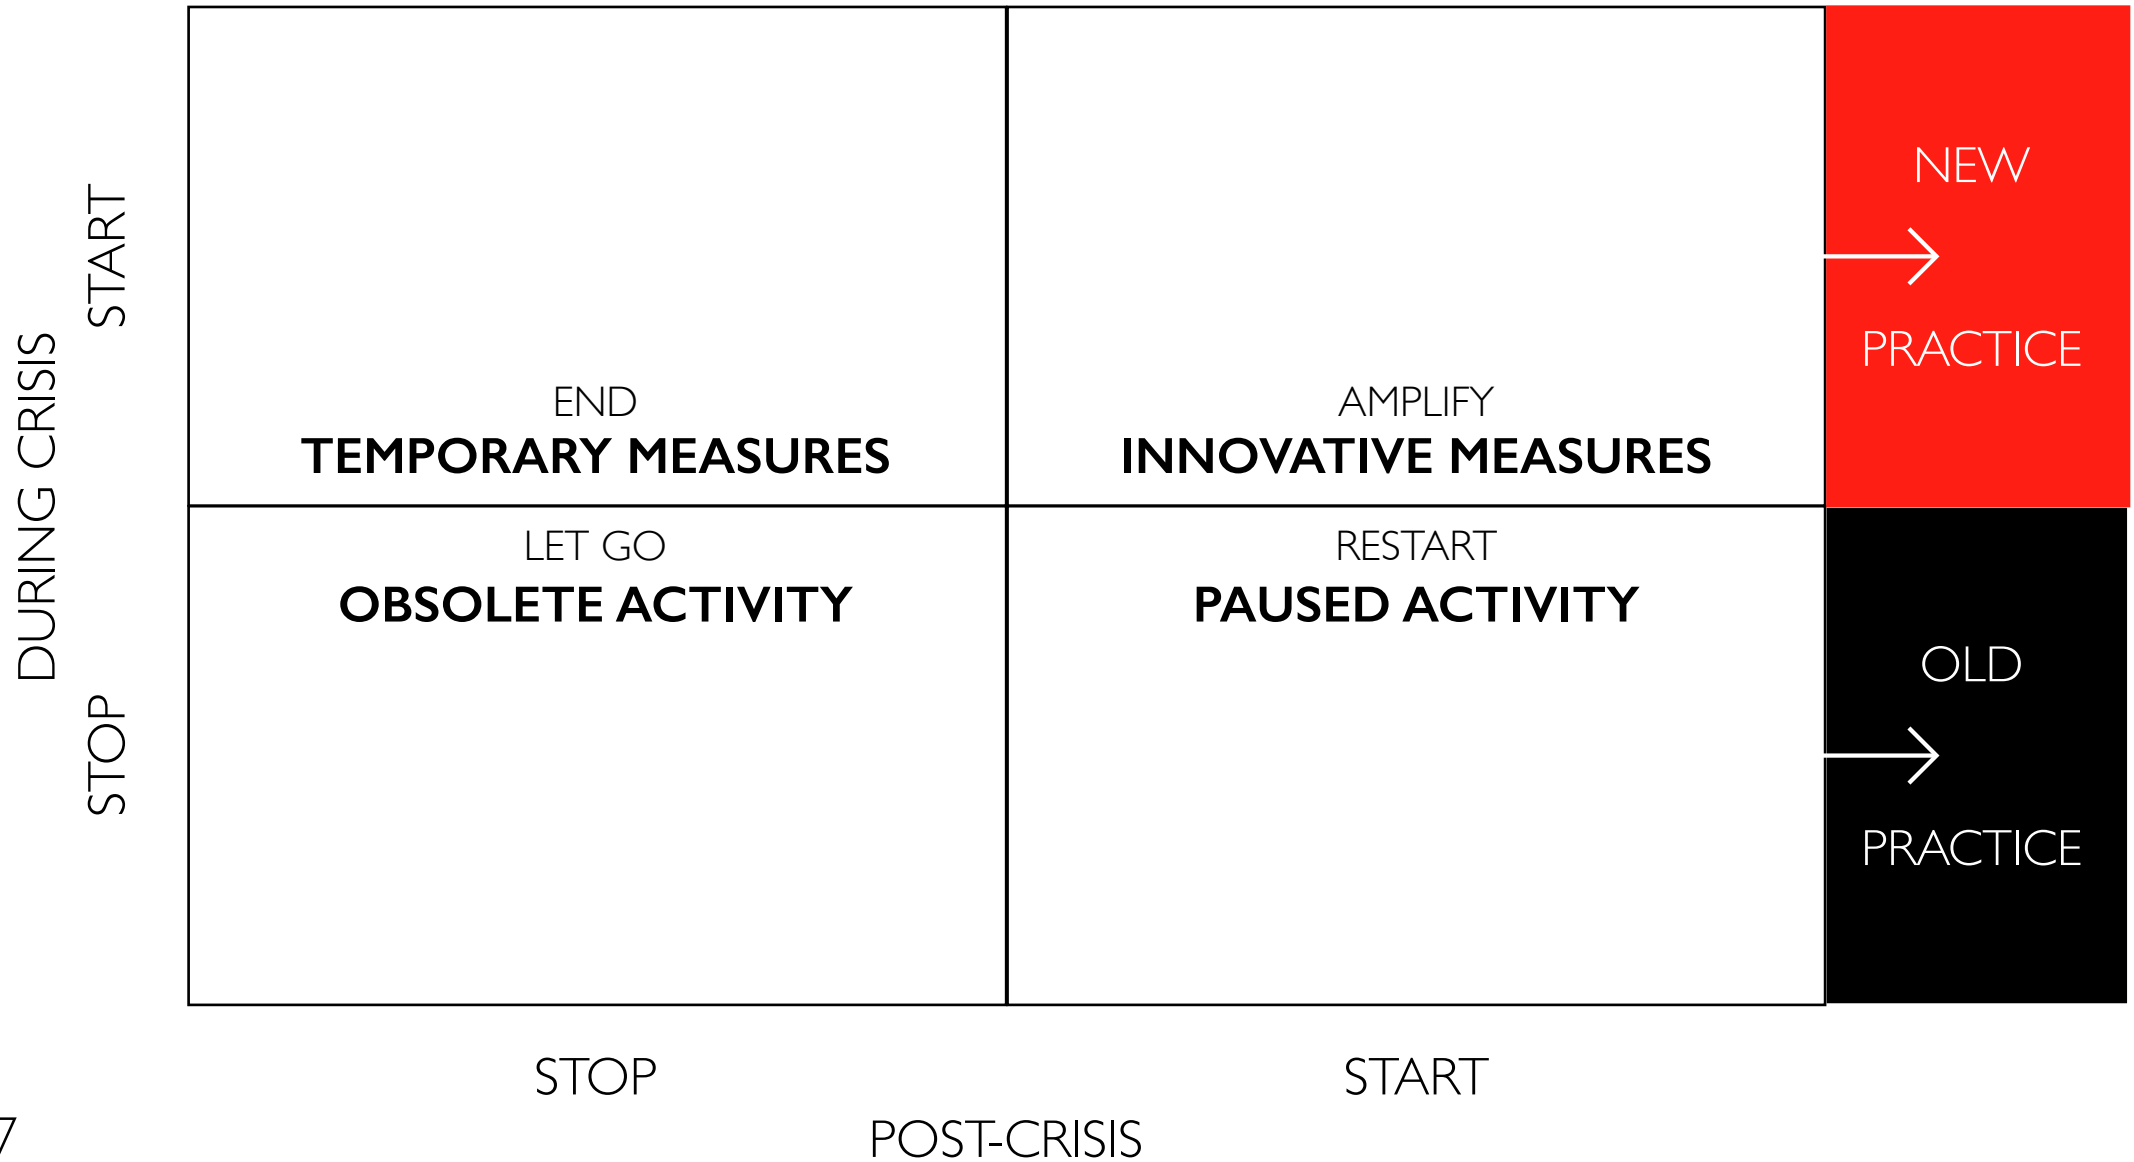 DURING CRISIS
START
STOP
END
TEMPORARY MEASURES
AMPLIFY
INNOVATIVE MEASURES
LET GO
OBSOLETE ACTIVITY
RESTART
PAUSED ACTIVITY
NEW
PRACTICE
OLD
PRACTICE
STOP
START
POST-CRISIS
7